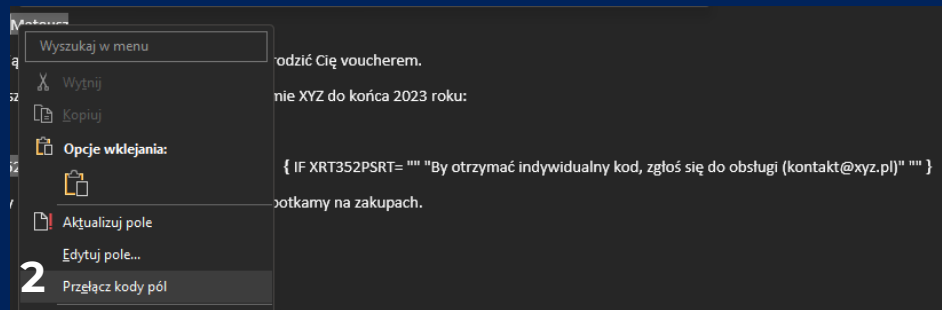 Mateusz
Wyszukaj w menu
rodzić Cię voucherem.
Wytnij
mie XYZ do końca 2023 roku:
Kopiuj
Opcje wklejania:
{ IF XRT352PSRT= "" "By otrzymać indywidualny kod, zgłoś się do obsługi (kontakt@xyz.pl)" "" }
potkamy na zakupach.
Aktualizuj pole
Edytuj pole...
2 Przełącz kody pól